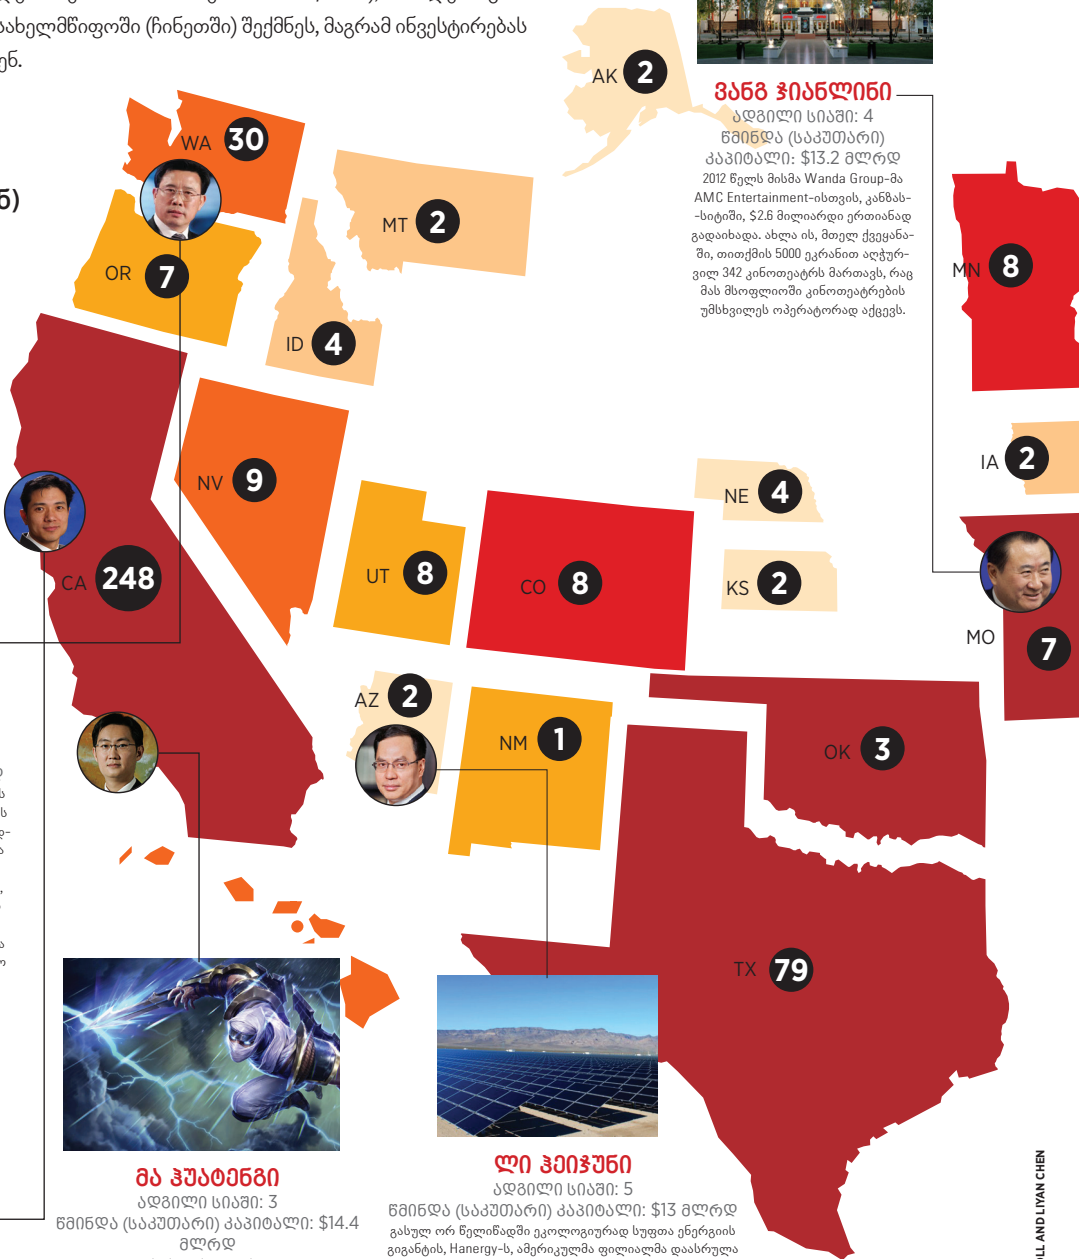 სახელმწიფოში (ჩინეთში) შექმნეს, მაგრამ ინვესტირებას
ენ.
ნ)
AK 2
WA 30
MT 2
OR 7
ID 4
ვანგ ჯიანლინი
ადგილი სიაში: 4
წმინდა (საკუთარი)
კაპიტალი: $13.2 მლრდ
2012 წელს მისმა Wanda Group-მა
AMC Entertainment-ისთვის, კანზას-
-სიტიში, $2.6 მილიარდი ერთიანად
გადაიხადა. ახლა ის, მთელ ქვეყანა-
ში, თითქმის 5000 ეკრანით აღჭურ-
ვილ 342 კინოთეატრს მართავს, რაც
მას მსოფლიოში კინოთეატრების
უმსხვილეს ოპერატორად აქცევს.
MN 8
NV 9
IA 2
NE 4
CA 248
UT 8
CO 8
KS 2
MO 7
AZ 2
NM 1
OK 3
TX 79
მა ჰუატენგი
ადგილი სიაში: 3
წმინდა (საკუთარი) კაპიტალი: $14.4
მლრდ
ლი ჰეიჯუნი
ადგილი სიაში: 5
წმინდა (საკუთარი) კაპიტალი: $13 მლრდ
გასულ ორ წელიწადში ეკოლოგიურად სუფთა ენერგიის
გიგანტის, Hanergy-ს, ამერიკულმა ფილიალმა დაასრულა
LL AND LIYAN CHEN